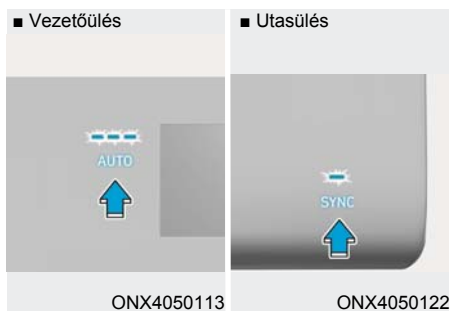 ■ Vezetőülés
AUTO
ONX4050113
■ Utasülés
SYNC
ONX4050122